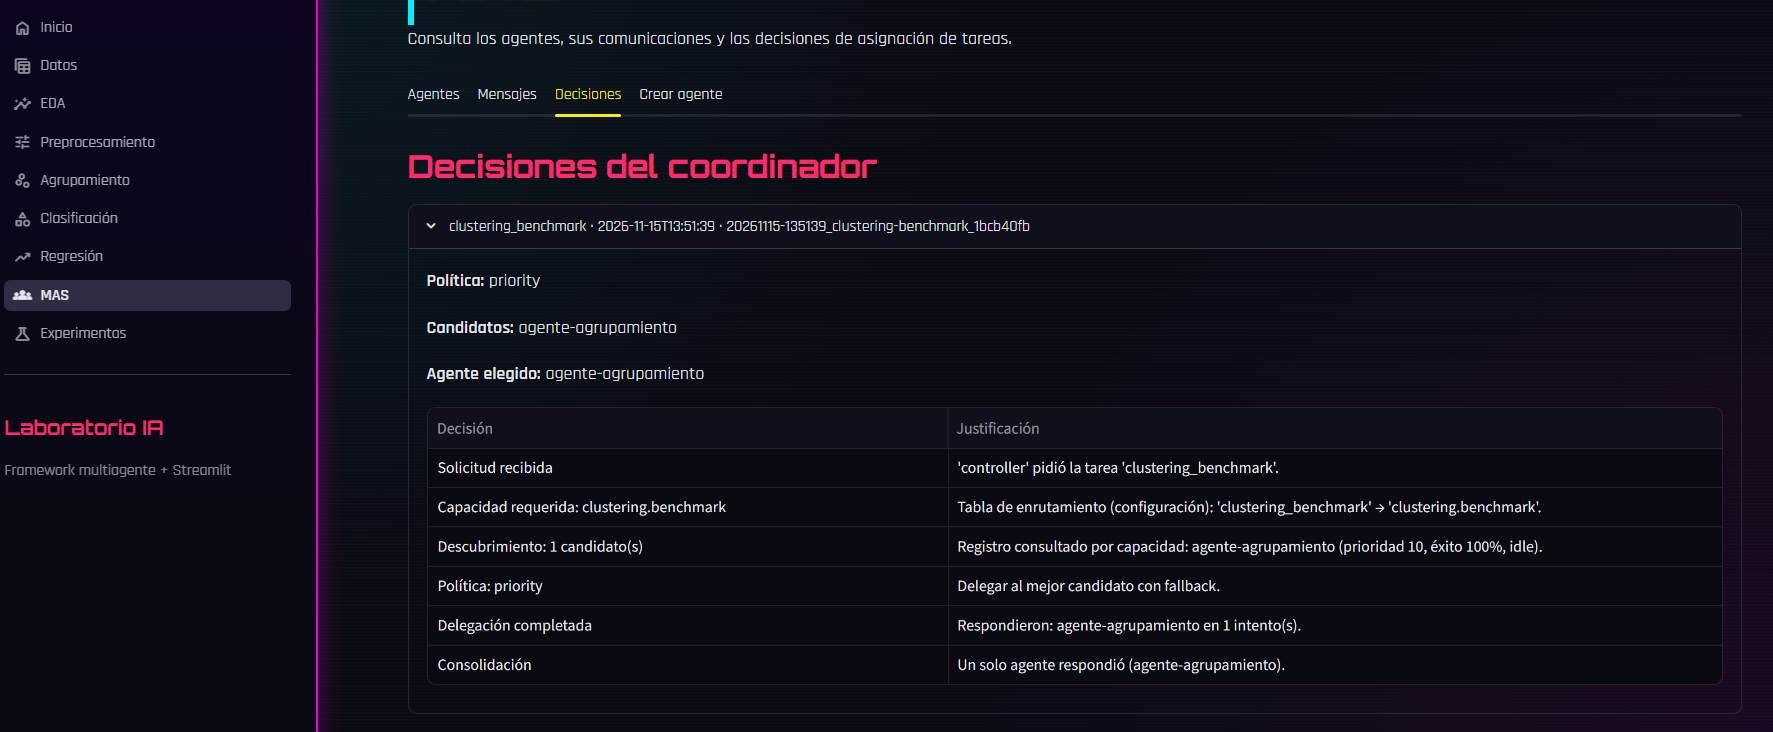 Inicio
Datos
EDA
Preprocesamiento
Agrupamiento
Clasificación
Regresión
MAS
Experimentos
Laboratorio IA
Framework multiagente + Streamlit
Consulta los agentes, sus comunicaciones y las decisiones de asignación de tareas.
Agentes Mensajes Decisiones Crear agente
Decisiones del coordinador
clustering_benchmark · 2026-11-15T13:51:39 · 20261115-135139_clustering-benchmark_1bcb40fb
Política: priority
Candidatos: agente-agrupamiento
Agente elegido: agente-agrupamiento
Decisión Justificación
Solicitud recibida 'controller' pidió la tarea 'clustering_benchmark'.
Capacidad requerida: clustering.benchmark Tabla de enrutamiento (configuración): 'clustering_benchmark' → 'clustering.benchmark'.
Descubrimiento: 1 candidato(s) Registro consultado por capacidad: agente-agrupamiento (prioridad 10, éxito 100%, idle).
Política: priority Delegar al mejor candidato con fallback.
Delegación completada Respondieron: agente-agrupamiento en 1 intento(s).
Consolidación Un solo agente respondió (agente-agrupamiento).